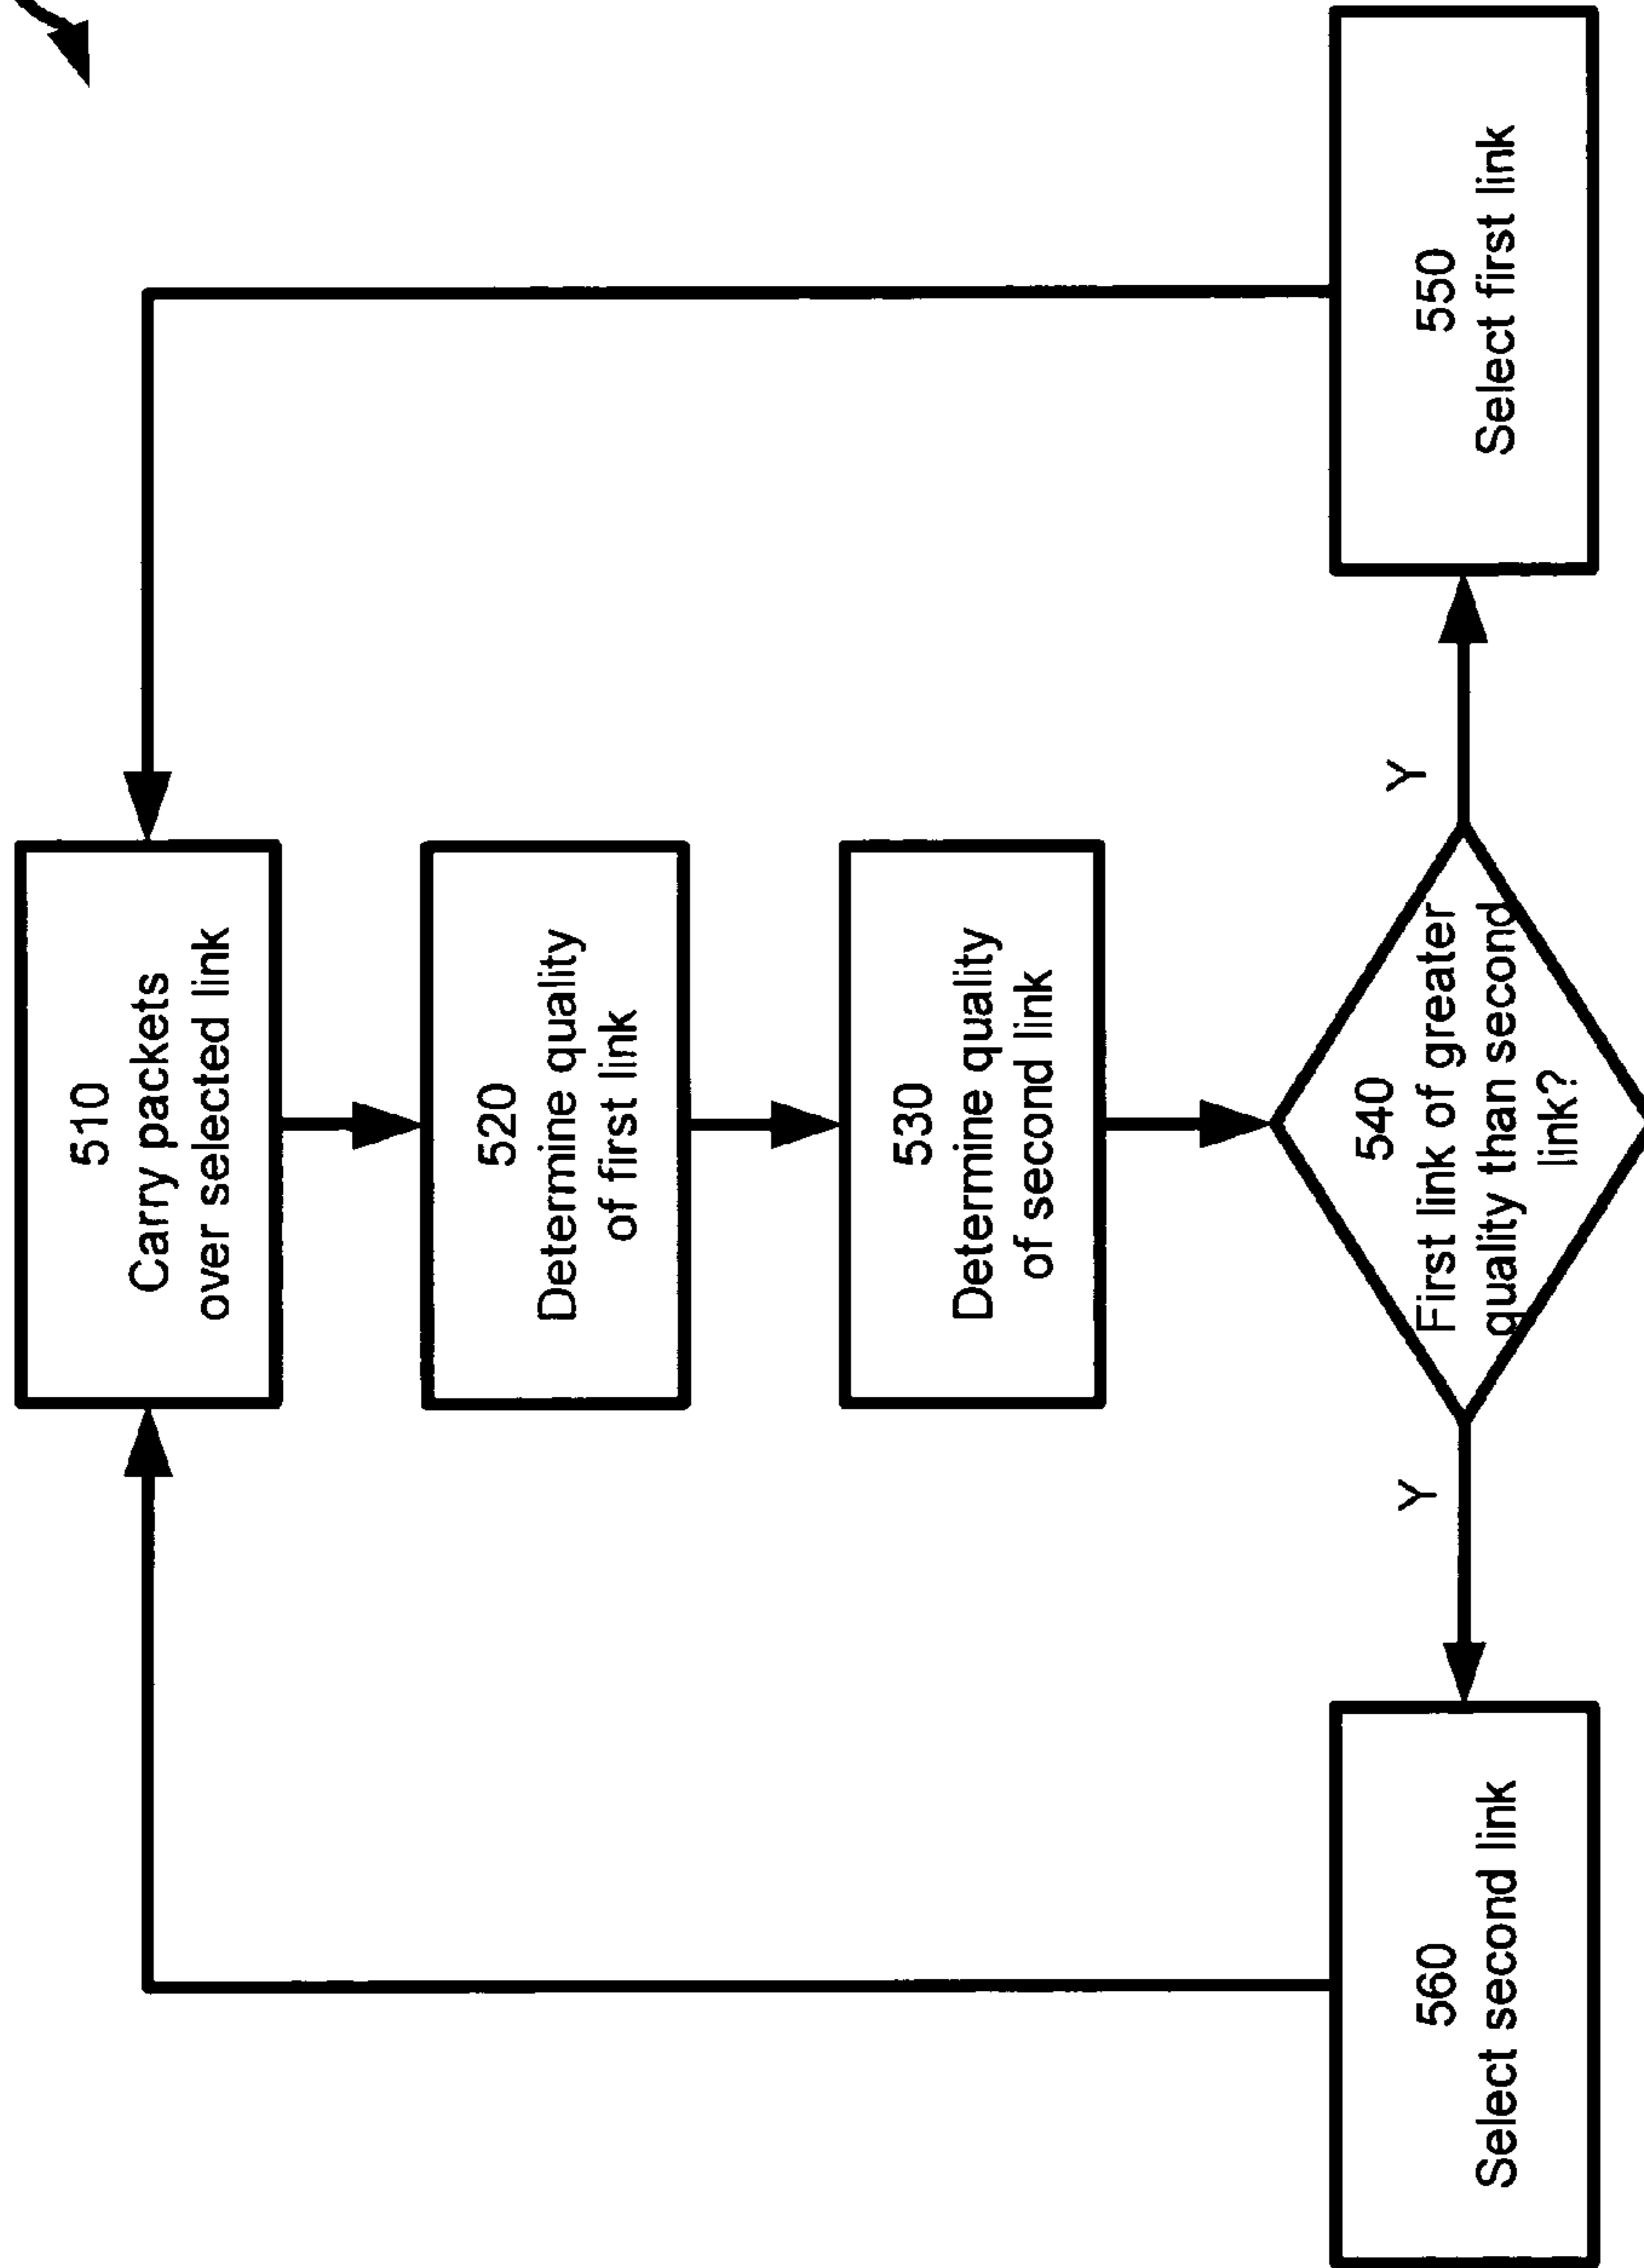 510
Carry packets
over selected link
520
Determine quality
of first link
530
Determine quality
of second link
540
First link of greater
quality than second
link?
Y
Y
560
Select second link
550
Select first link